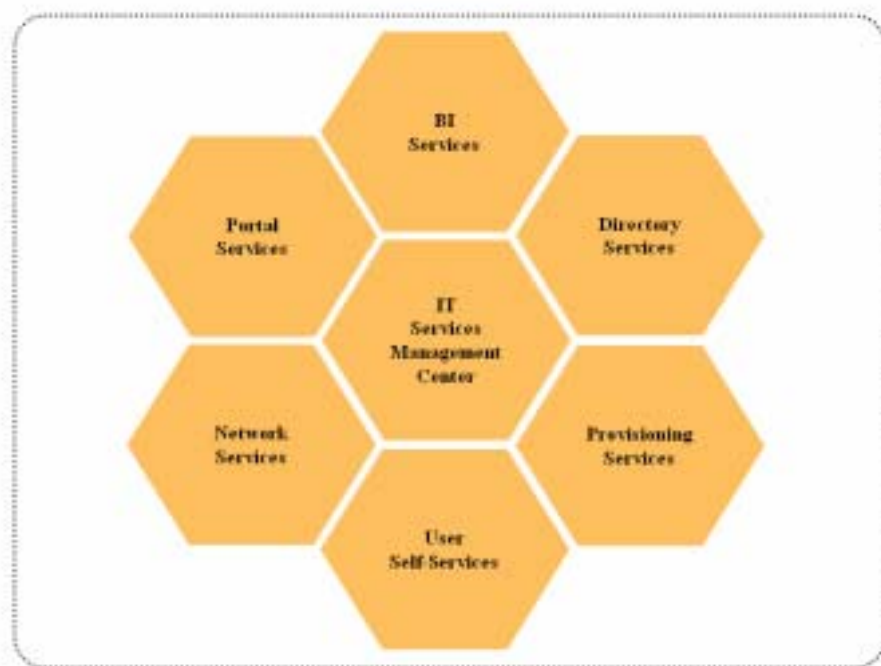 BI
Services
Portal
Services
Directory
Services
IT
Services
Management
Center
Network
Services
Provisioning
Services
User
Self-Services